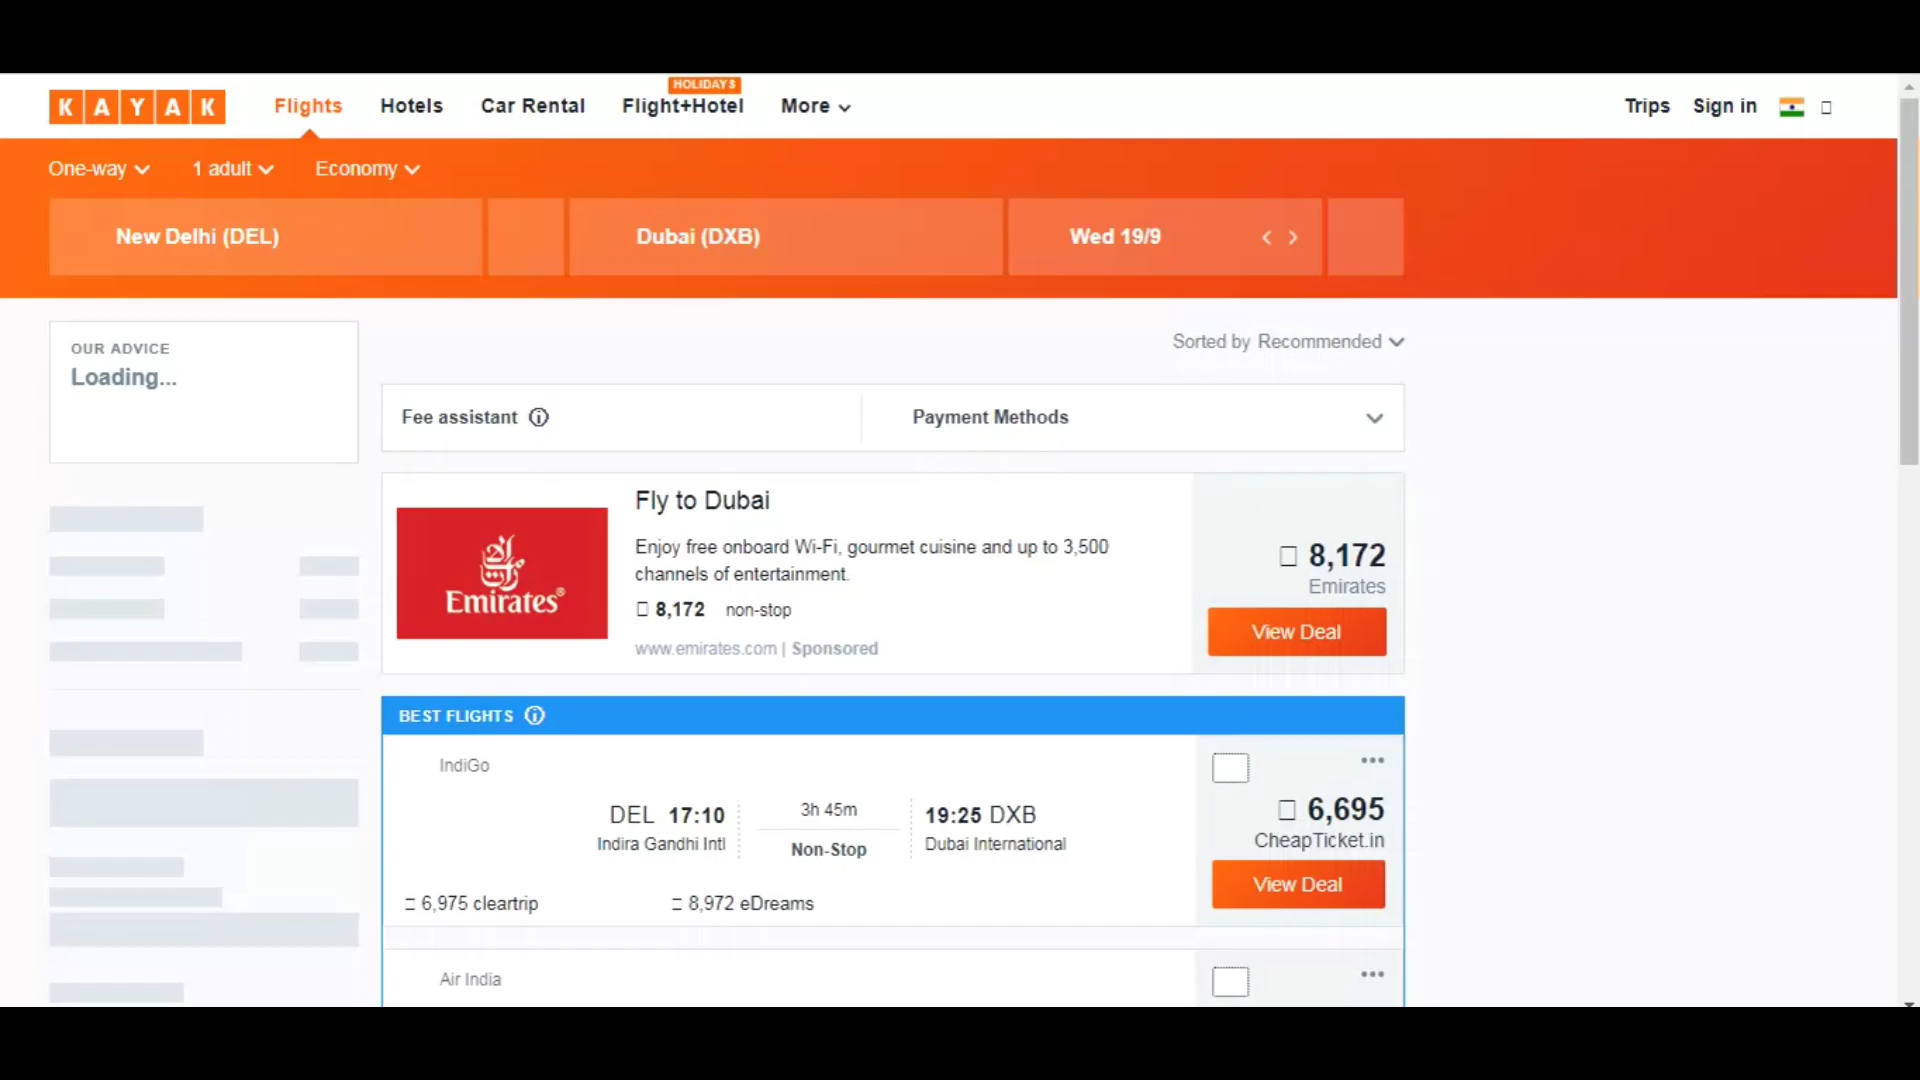 KAYAK Flights Hotels Car Rental Flight+Hotel HOLIDAYS More Trips Sign in
One-way 1 adult Economy
New Delhi (DEL) Dubai (DXB) Wed 19/9
OUR ADVICE
Loading...
Sorted by Recommended
Fee assistant Payment Methods
Emirates
Fly to Dubai
Enjoy free onboard Wi-Fi, gourmet cuisine and up to 3,500
channels of entertainment.
8,172 non-stop
www.emirates.com | Sponsored
8,172
Emirates
View Deal
BEST FLIGHTS
IndiGo
DEL 17:10 3h 45m 19:25 DXB
Indira Gandhi Intl Non-Stop Dubai International
6,975 cleartrip 8,972 eDreams
6,695
CheapTicket.in
View Deal
Air India